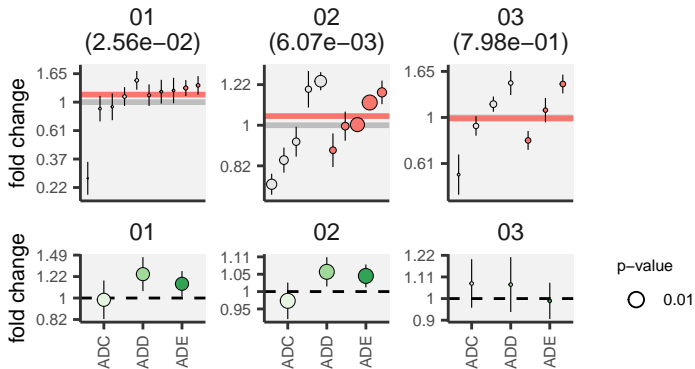 01
(2.56e−02)
02
(6.07e−03)
03
(7.98e−01)
fold change
1.65
1
0.61
0.37
0.22
1.22
1
0.82
1.65
1
0.61
01
02
03
fold change
1.49
1.22
1
0.82
1.11
1.05
1
0.95
1.22
1.11
1
0.9
ADC
ADD
ADE
ADC
ADD
ADE
ADC
ADD
ADE
p−value
0.01